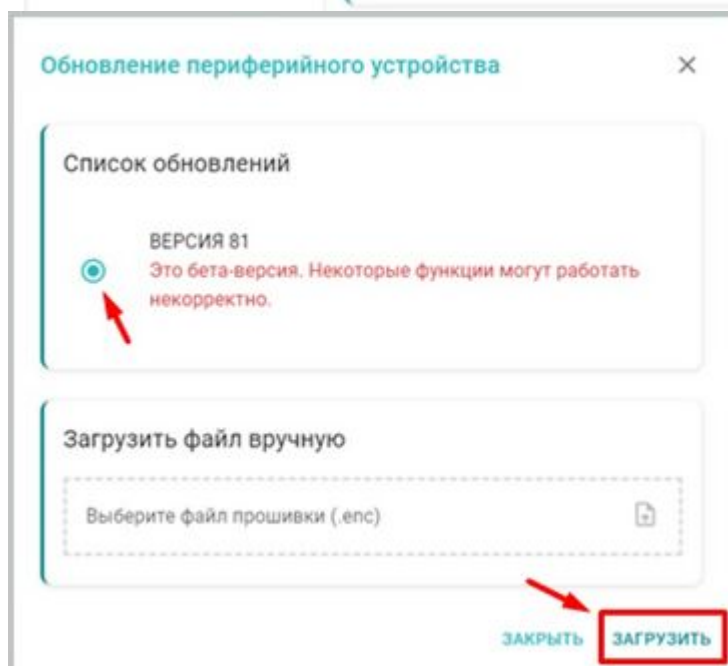 Обновление периферийного устройства
Список обновлений
ВЕРСИЯ 81
Это бета-версия. Некоторые функции могут работать
некорректно.
Загрузить файл вручную
Выберите файл прошивки (.enc)
ЗАКРЫТЬ ЗАГРУЗИТЬ